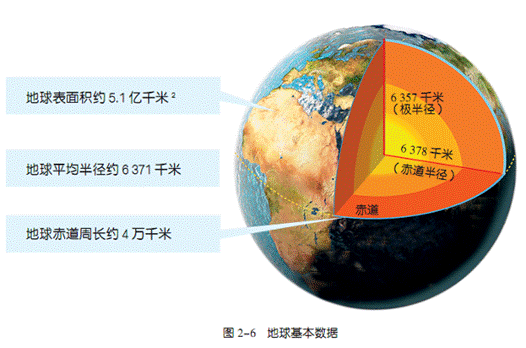 地球表面积约 5.1 亿千米²
地球平均半径约 6 371 千米
地球赤道周长约 4 万千米
6 357 千米
(极半径)
6 378 千米
(赤道半径)
赤道
图 2-6 地球基本数据